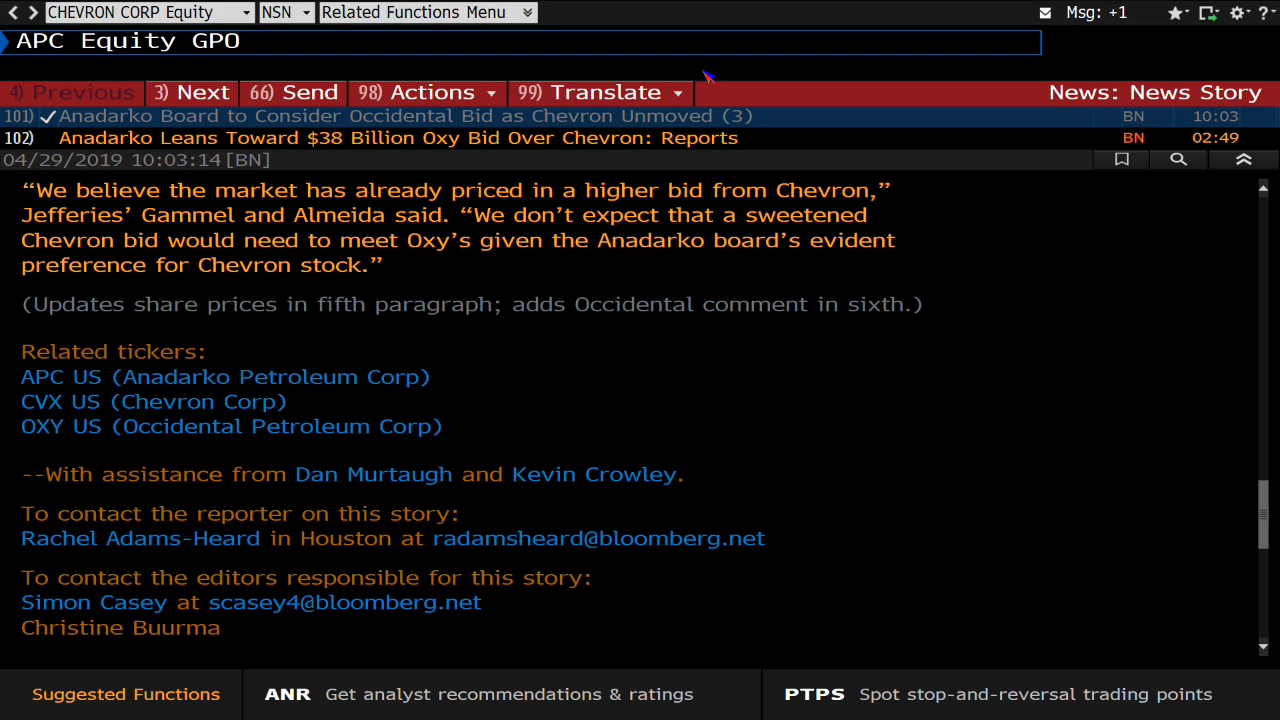 CHEVRON CORP Equity NSN Related Functions Menu Msg: +1 ?
APC Equity GPO
4) Previous 3) Next 66) Send 98) Actions 99) Translate News: News Story
101) Anadarko Board to Consider Occidental Bid as Chevron Unmoved (3) BN 10:03
102) Anadarko Leans Toward $38 Billion Oxy Bid Over Chevron: Reports BN 02:49
04/29/2019 10:03:14 [BN]
“We believe the market has already priced in a higher bid from Chevron,”
Jefferies’ Gammel and Almeida said. “We don’t expect that a sweetened
Chevron bid would need to meet Oxy’s given the Anadarko board’s evident
preference for Chevron stock.”
(Updates share prices in fifth paragraph; adds Occidental comment in sixth.)
Related tickers:
APC US (Anadarko Petroleum Corp)
CVX US (Chevron Corp)
OXY US (Occidental Petroleum Corp)
--With assistance from Dan Murtaugh and Kevin Crowley.
To contact the reporter on this story:
Rachel Adams-Heard in Houston at radamsheard@bloomberg.net
To contact the editors responsible for this story:
Simon Casey at scasey4@bloomberg.net
Christine Buurma
Suggested Functions ANR Get analyst recommendations & ratings PTPS Spot stop-and-reversal trading points